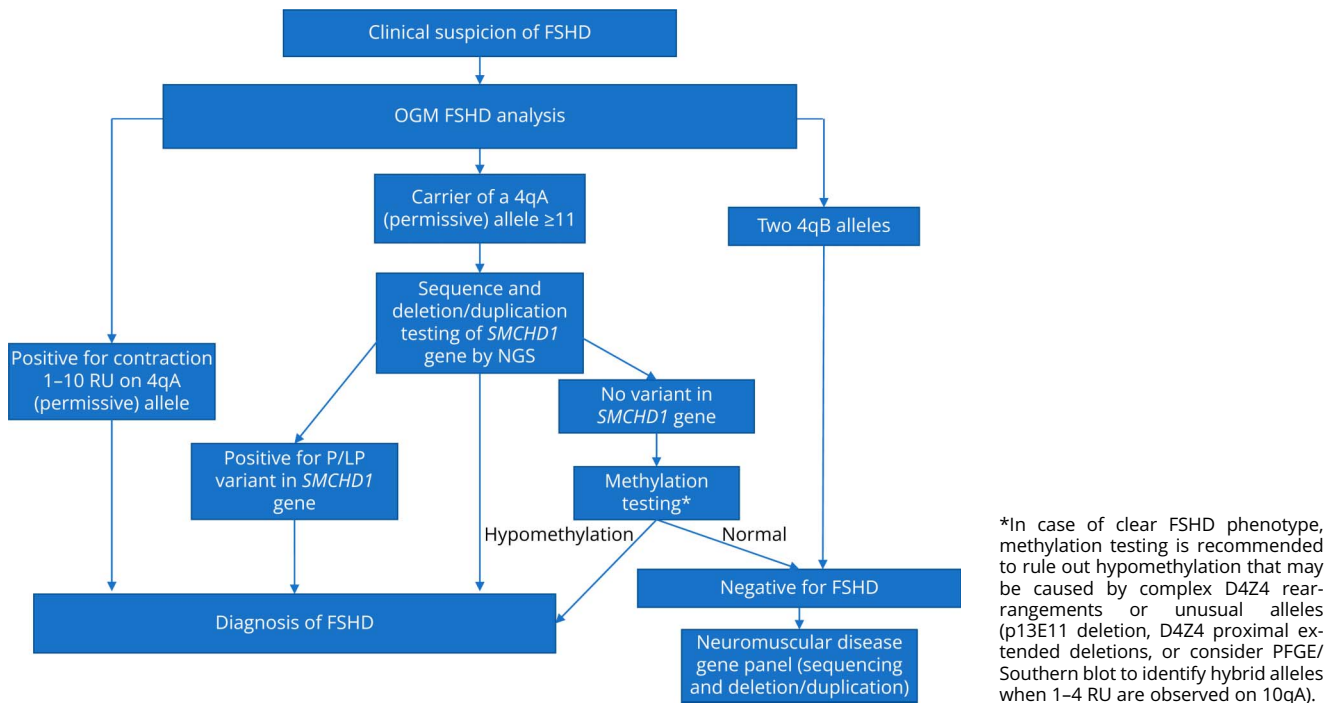 Clinical suspicion of FSHD
OGM FSHD analysis
Carrier of a 4qA
(permissive) allele ≥11
Two 4qB alleles
Sequence and
deletion/duplication
testing of SMCHD1
gene by NGS
Positive for contraction
1–10 RU on 4qA
(permissive) allele
No variant in
SMCHD1 gene
Positive for P/LP
variant in SMCHD1
gene
Methylation
testing*
Hypomethylation
Normal
Diagnosis of FSHD
Negative for FSHD
Neuromuscular disease
gene panel (sequencing
and deletion/duplication)
*In case of clear FSHD phenotype,
methylation testing is recommended
to rule out hypomethylation that may
be caused by complex D4Z4 rear-
rangements or unusual alleles
(p13E11 deletion, D4Z4 proximal ex-
tended deletions, or consider PFGE/
Southern blot to identify hybrid alleles
when 1–4 RU are observed on 10qA).